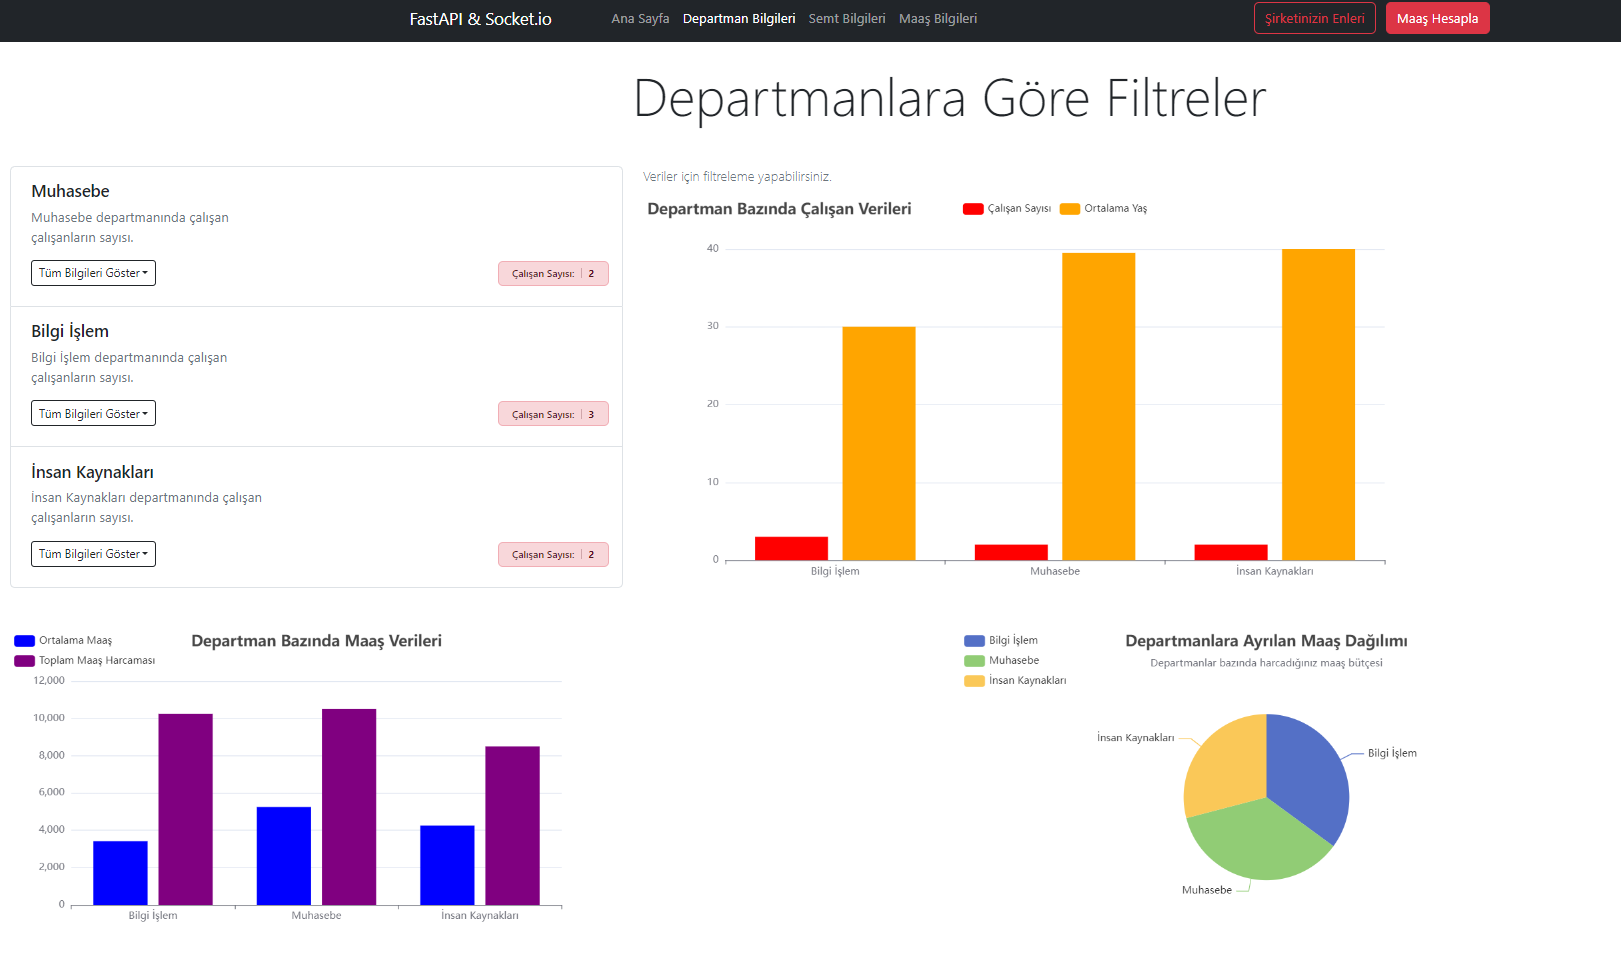 FastAPI & Socket.io
Ana Sayfa
Departman Bilgileri
Semt Bilgileri
Maaş Bilgileri
Şirketinizin Enleri
Maaş Hesapla
Departmanlara Göre Filtreler
Muhasebe
Muhasebe departmanında çalışan
çalışanların sayısı.
Tüm Bilgileri Göster
Çalışan Sayısı: 2
Bilgi İşlem
Bilgi İşlem departmanında çalışan
çalışanların sayısı.
Tüm Bilgileri Göster
Çalışan Sayısı: 3
İnsan Kaynakları
İnsan Kaynakları departmanında çalışan
çalışanların sayısı.
Tüm Bilgileri Göster
Çalışan Sayısı: 2
Veriler için filtreleme yapabilirsiniz.
Departman Bazında Çalışan Verileri
Çalışan Sayısı
Ortalama Yaş
40
30
20
10
0
Bilgi İşlem
Muhasebe
İnsan Kaynakları
Ortalama Maaş
Toplam Maaş Harcaması
Departman Bazında Maaş Verileri
12,000
10,000
8,000
6,000
4,000
2,000
0
Bilgi İşlem
Muhasebe
İnsan Kaynakları
Bilgi İşlem
Muhasebe
İnsan Kaynakları
Departmanlara Ayrılan Maaş Dağılımı
Departmanlar bazında harcadığınız maaş bütçesi
İnsan Kaynakları
Bilgi İşlem
Muhasebe